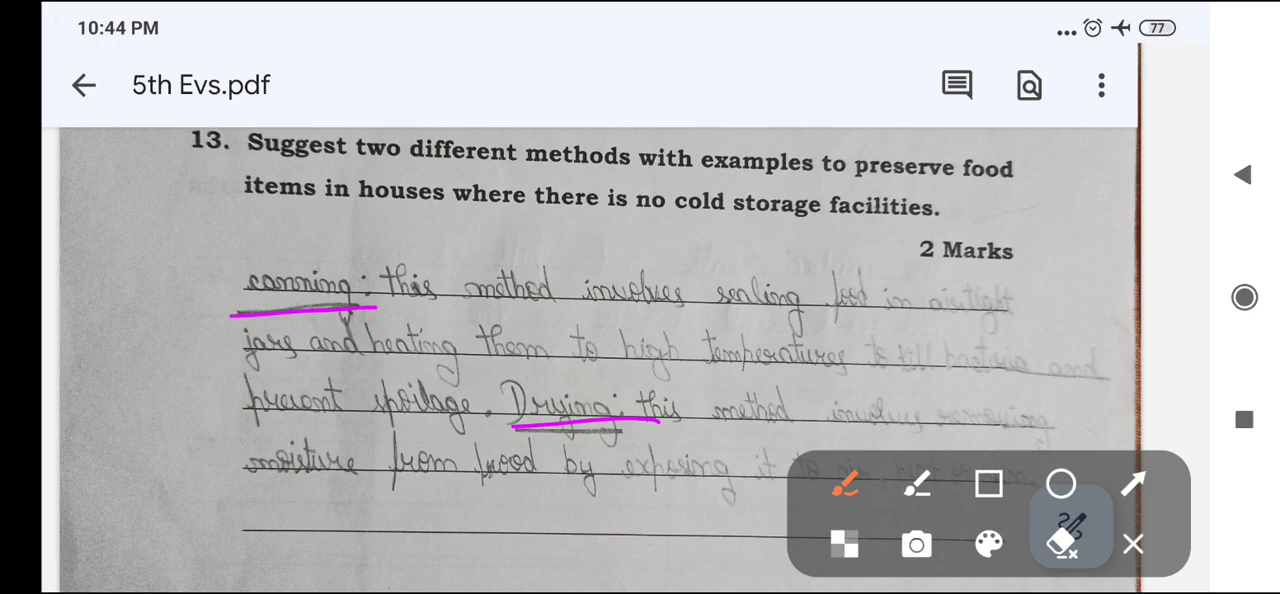 10:44 PM
77
5th Evs.pdf
13. Suggest two different methods with examples to preserve food
items in houses where there is no cold storage facilities.
2 Marks
canning: this method involves sealing food in airtight
jars and heating them to high temperatures to kill bacteria and
prevent spoilage. Drying: this method involves removing
moisture from food by exposing it to